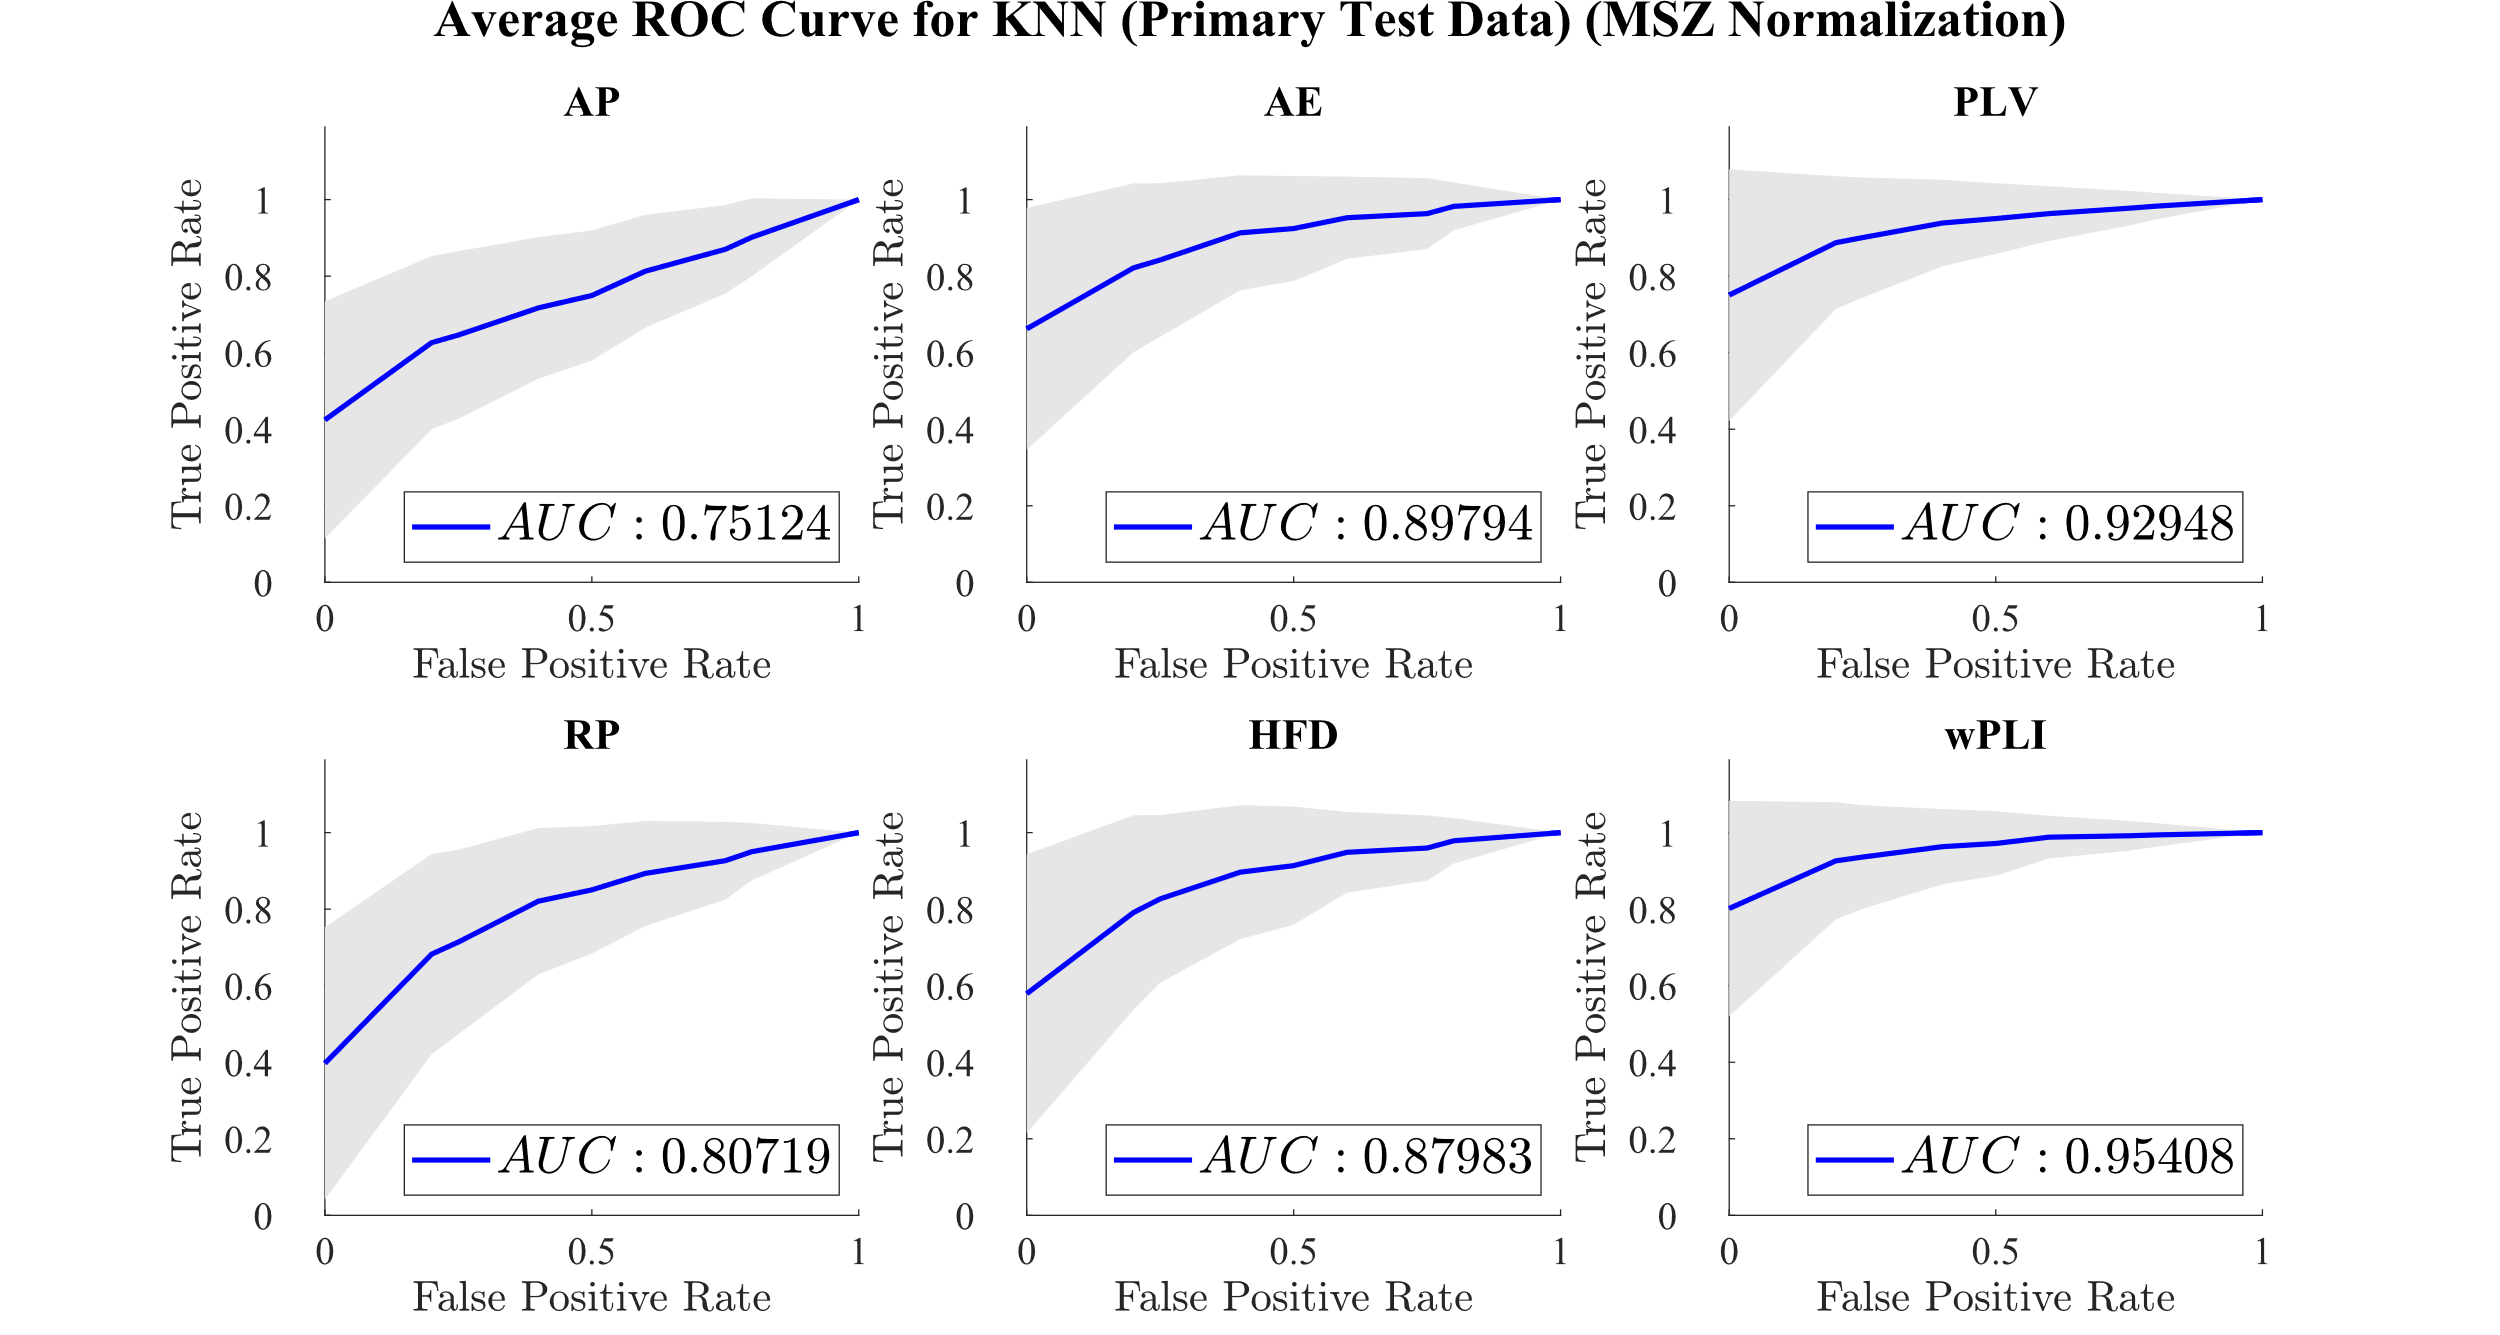 Average ROC Curve for KNN (Primary Test Data) (MSZ Normalization)
AP
True Positive Rate
1
0.8
0.6
0.4
0.2
0
AUC : 0.75124
0 0.5 1
False Positive Rate
AE
True Positive Rate
1
0.8
0.6
0.4
0.2
0
AUC : 0.89794
0 0.5 1
False Positive Rate
PLV
True Positive Rate
1
0.8
0.6
0.4
0.2
0
AUC : 0.92948
0 0.5 1
False Positive Rate
RP
True Positive Rate
1
0.8
0.6
0.4
0.2
0
AUC : 0.80719
0 0.5 1
False Positive Rate
HFD
True Positive Rate
1
0.8
0.6
0.4
0.2
0
AUC : 0.87983
0 0.5 1
False Positive Rate
wPLI
True Positive Rate
1
0.8
0.6
0.4
0.2
0
AUC : 0.95408
0 0.5 1
False Positive Rate